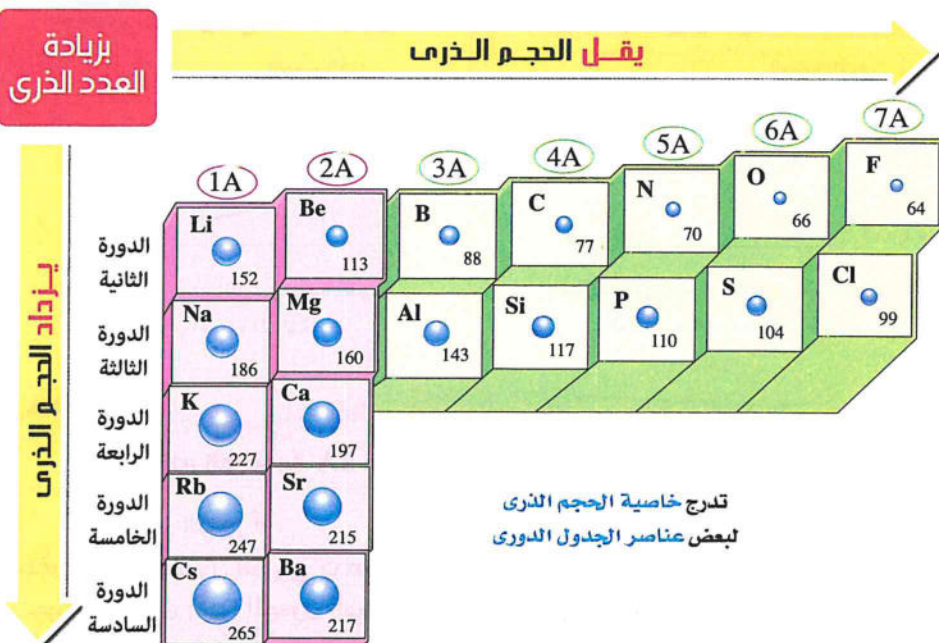 بزيادة
العدد الذرى
يقل الحجم الذرى
يزداد الحجم الذرى
1A 2A 3A 4A 5A 6A 7A
الدورة
الثانية
Li 152 Be 113 B 88 C 77 N 70 O 66 F 64
الدورة
الثالثة
Na 186 Mg 160 Al 143 Si 117 P 110 S 104 Cl 99
الدورة
الرابعة
K 227 Ca 197
الدورة
الخامسة
Rb 247 Sr 215
الدورة
السادسة
Cs 265 Ba 217
تدرج خاصية الحجم الذرى
لبعض عناصر الجدول الدورى